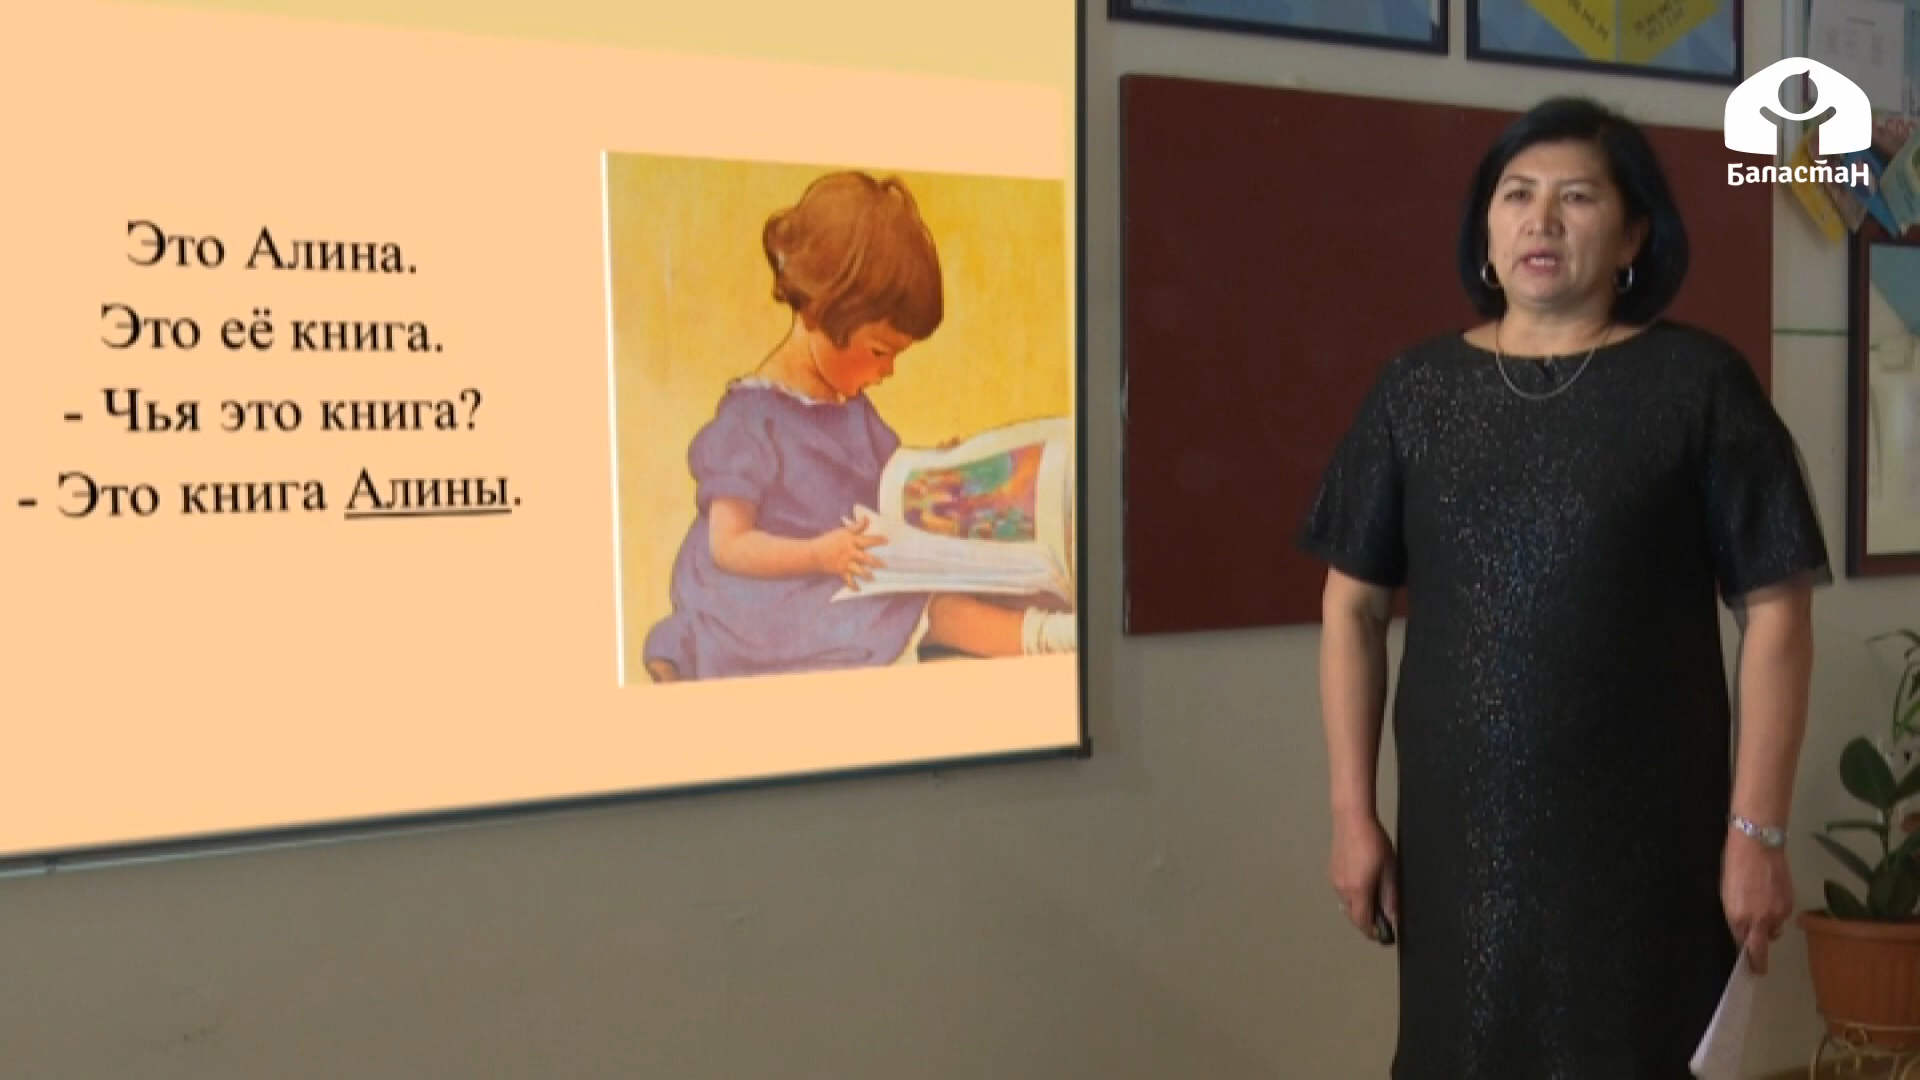 Это Алина.
Это её книга.
- Чья это книга?
- Это книга Алины.
Баластан